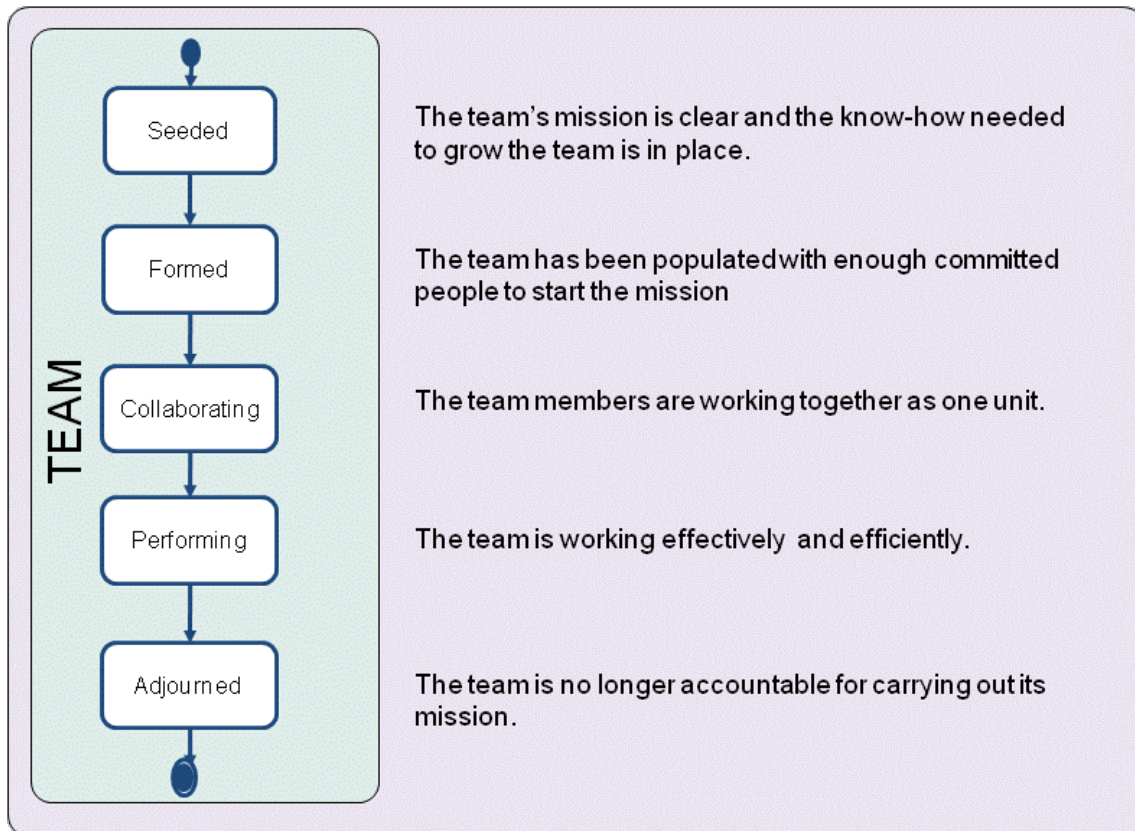 TEAM
Seeded
The team's mission is clear and the know-how needed
to grow the team is in place.
Formed
The team has been populated with enough committed
people to start the mission
Collaborating
The team members are working together as one unit.
Performing
The team is working effectively and efficiently.
Adjourned
The team is no longer accountable for carrying out its
mission.